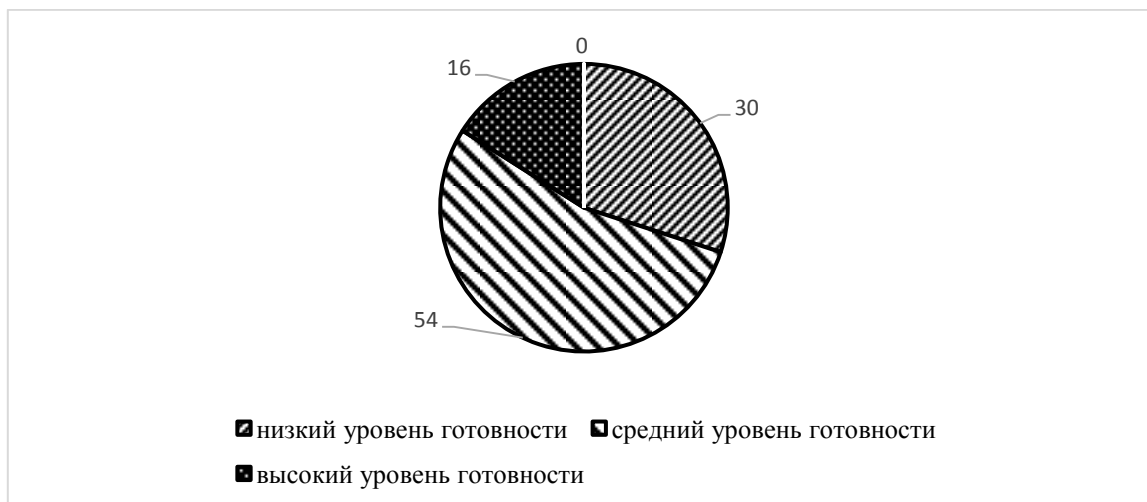 0
16
30
54
низкий уровень готовности средний уровень готовности
высокий уровень готовности